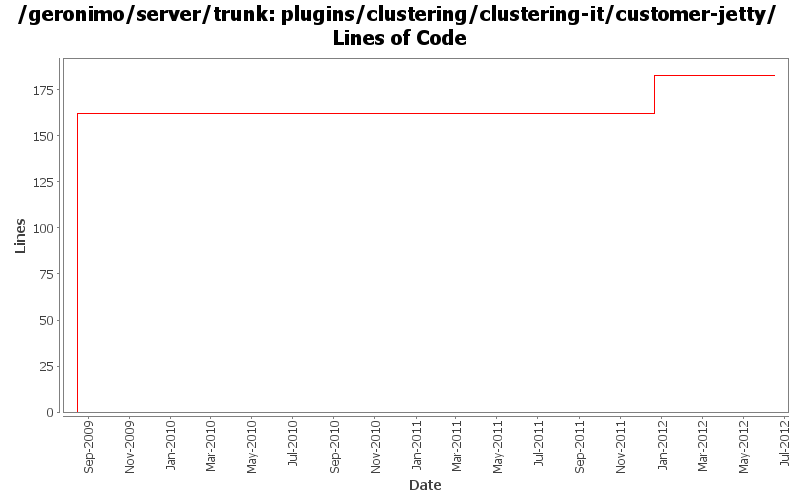 /geronimo/server/trunk: plugins/clustering/clustering-it/customer-jetty/
Lines of Code
175
150
125
100
75
50
25
0
Lines
Sep-2009
Nov-2009
Jan-2010
Mar-2010
May-2010
Jul-2010
Sep-2010
Nov-2010
Jan-2011
Mar-2011
May-2011
Jul-2011
Sep-2011
Nov-2011
Jan-2012
Mar-2012
May-2012
Jul-2012
Date